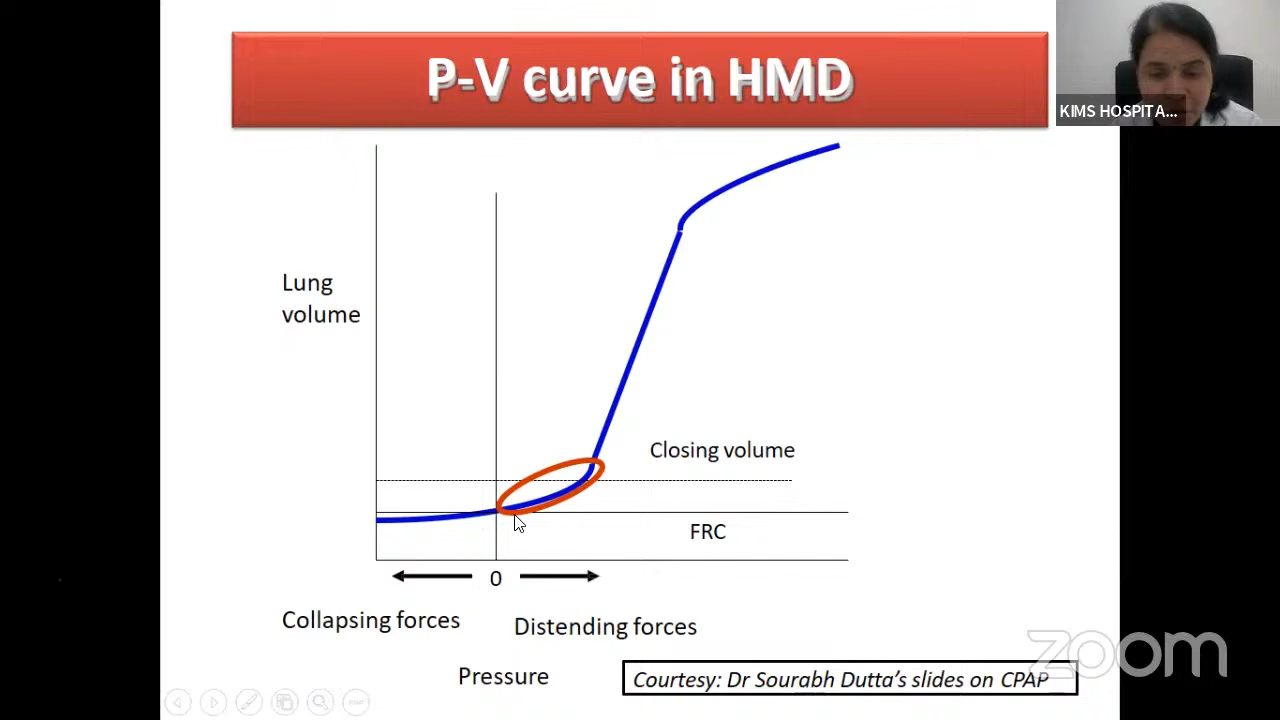 P-V curve in HMD
KIMS HOSPITA...
Lung
volume
Closing volume
FRC
0
Collapsing forces
Distending forces
Pressure
Courtesy: Dr Sourabh Dutta's slides on CPAP
zoom